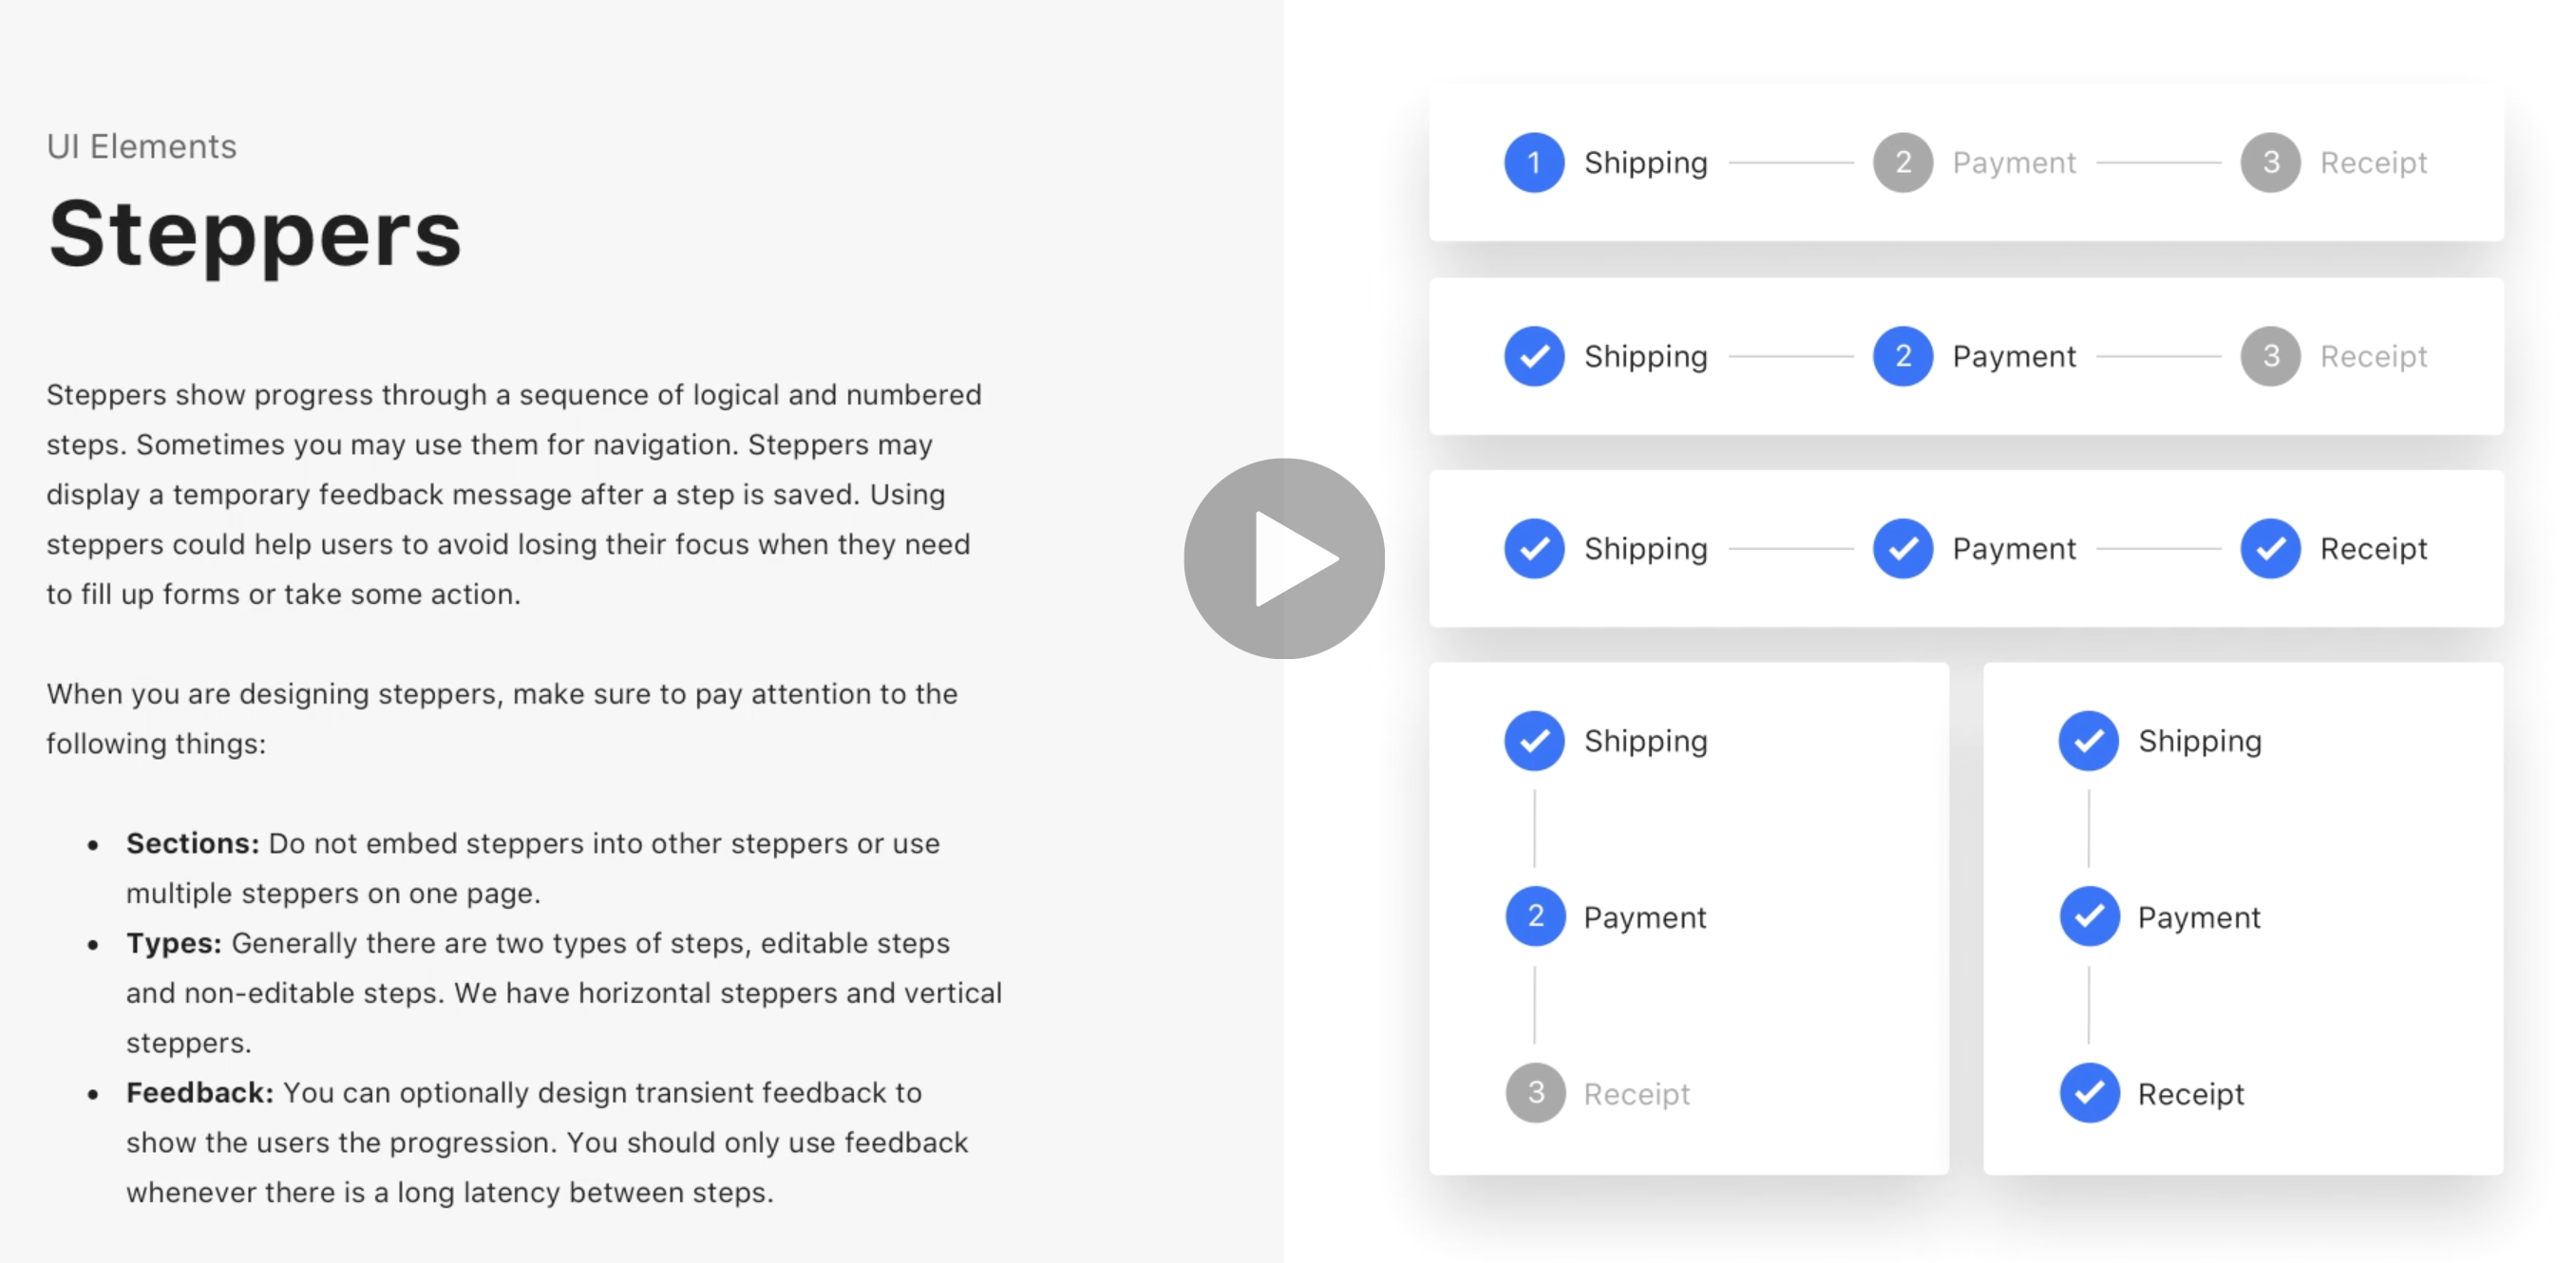 UI Elements
Steppers
Steppers show progress through a sequence of logical and numbered
steps. Sometimes you may use them for navigation. Steppers may
display a temporary feedback message after a step is saved. Using
steppers could help users to avoid losing their focus when they need
to fill up forms or take some action.
When you are designing steppers, make sure to pay attention to the
following things:
• Sections: Do not embed steppers into other steppers or use
multiple steppers on one page.
• Types: Generally there are two types of steps, editable steps
and non-editable steps. We have horizontal steppers and vertical
steppers.
• Feedback: You can optionally design transient feedback to
show the users the progression. You should only use feedback
whenever there is a long latency between steps.
1 Shipping 2 Payment 3 Receipt
Shipping 2 Payment 3 Receipt
Shipping Payment Receipt
Shipping
2 Payment
3 Receipt
Shipping
Payment
Receipt